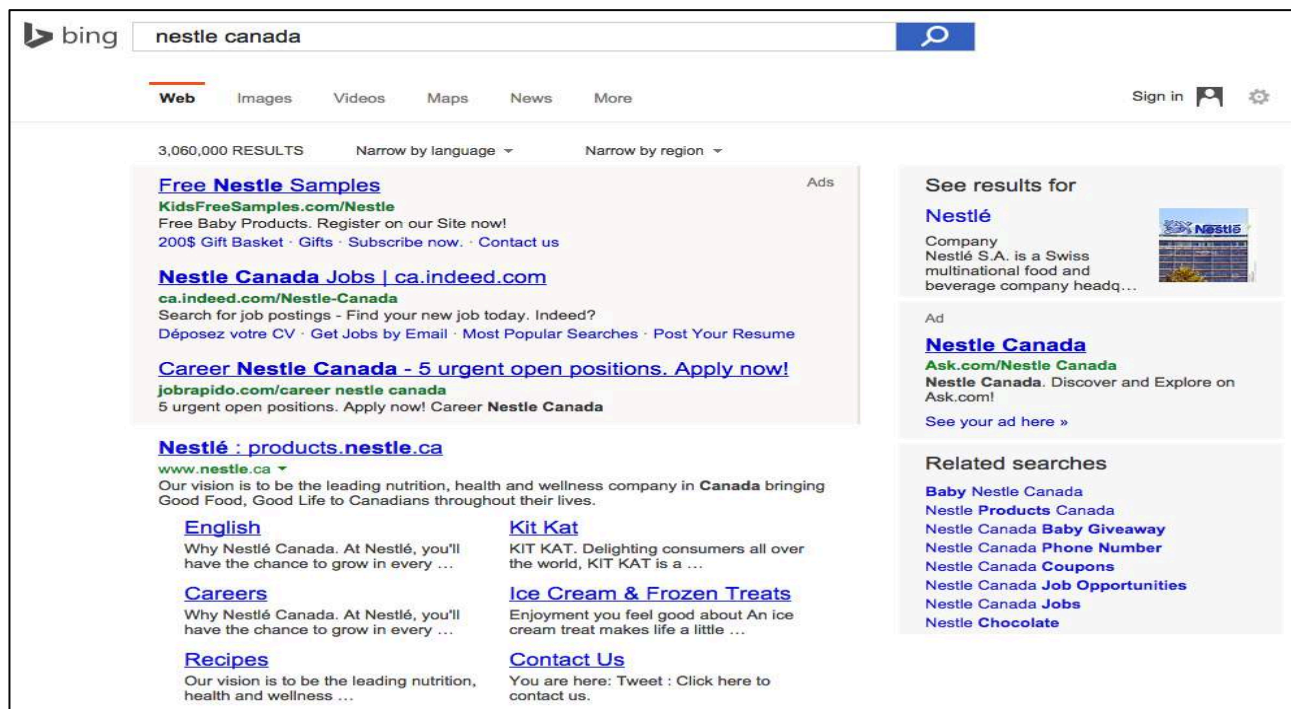 bing
nestle canada
Web Images Videos Maps News More
Sign in
3,060,000 RESULTS Narrow by language Narrow by region
Free Nestle Samples
Ads
KidsFreeSamples.com/Nestle
Free Baby Products. Register on our Site now!
200$ Gift Basket · Gifts · Subscribe now. · Contact us
Nestle Canada Jobs | ca.indeed.com
ca.indeed.com/Nestle-Canada
Search for job postings - Find your new job today. Indeed?
Déposez votre CV · Get Jobs by Email · Most Popular Searches · Post Your Resume
Career Nestle Canada - 5 urgent open positions. Apply now!
jobrapido.com/career nestle canada
5 urgent open positions. Apply now! Career Nestle Canada
Nestlé : products.nestle.ca
www.nestle.ca
Our vision is to be the leading nutrition, health and wellness company in Canada bringing
Good Food, Good Life to Canadians throughout their lives.
English
Why Nestlé Canada. At Nestlé, you'll
have the chance to grow in every ...
Careers
Why Nestlé Canada. At Nestlé, you'll
have the chance to grow in every ...
Recipes
Our vision is to be the leading nutrition,
health and wellness ...
Kit Kat
KIT KAT. Delighting consumers all over
the world, KIT KAT is a ...
Ice Cream & Frozen Treats
Enjoyment you feel good about An ice
cream treat makes life a little ...
Contact Us
You are here: Tweet : Click here to
contact us.
See results for
Nestlé
Company
Nestlé S.A. is a Swiss
multinational food and
beverage company headq...
Nestlé
Ad
Nestle Canada
Ask.com/Nestle Canada
Nestle Canada. Discover and Explore on
Ask.com!
See your ad here »
Related searches
Baby Nestle Canada
Nestle Products Canada
Nestle Canada Baby Giveaway
Nestle Canada Phone Number
Nestle Canada Coupons
Nestle Canada Job Opportunities
Nestle Canada Jobs
Nestle Chocolate